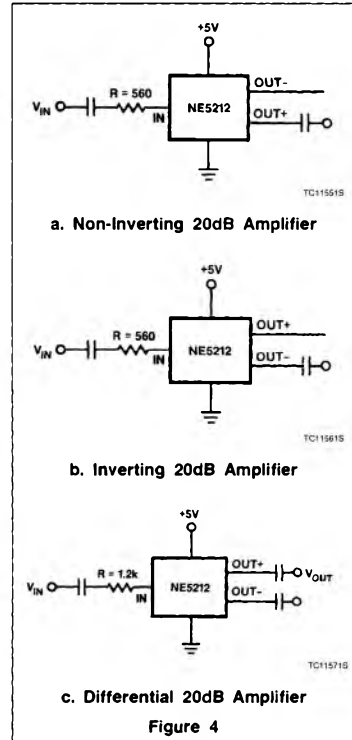 +5V
OUT-
R = 560
NE5212
V_IN
IN
OUT+
TC11551S
a. Non-Inverting 20dB Amplifier
+5V
OUT+
R = 560
NE5212
V_IN
IN
OUT-
TC11561S
b. Inverting 20dB Amplifier
+5V
OUT+
V_OUT
R = 1.2k
NE5212
V_IN
IN
OUT-
TC11571S
c. Differential 20dB Amplifier
Figure 4